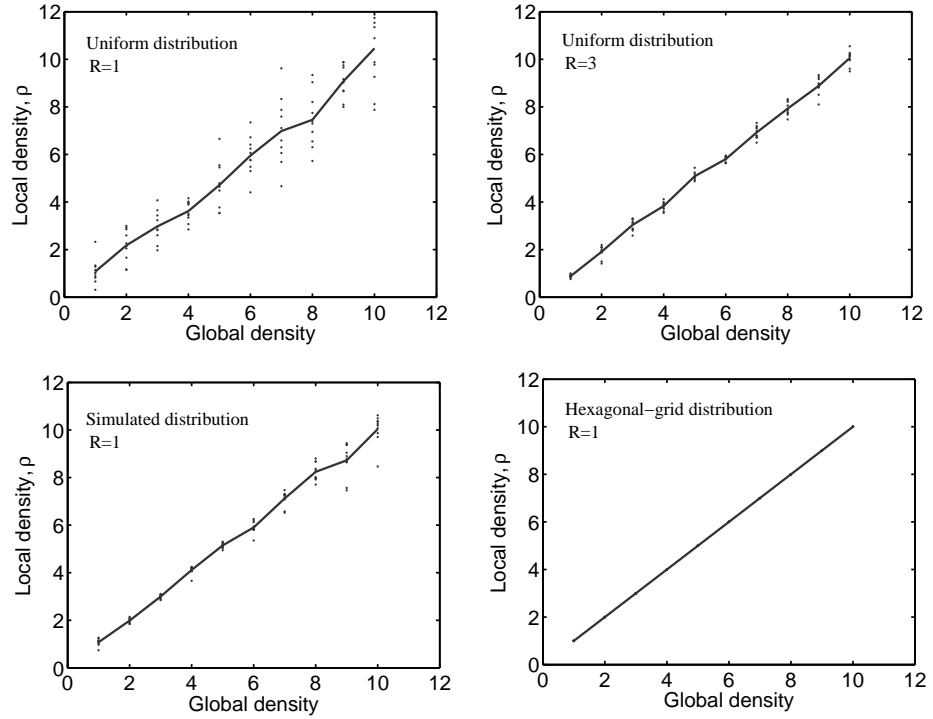 12
10
8
6
4
2
0
Local density, ρ
Uniform distribution
R=1
0 2 4 6 8 10 12
Global density
12
10
8
6
4
2
0
Local density, ρ
Uniform distribution
R=3
0 2 4 6 8 10 12
Global density
12
10
8
6
4
2
0
Local density, ρ
Simulated distribution
R=1
0 2 4 6 8 10 12
Global density
12
10
8
6
4
2
0
Local density, ρ
Hexagonal−grid distribution
R=1
0 2 4 6 8 10 12
Global density